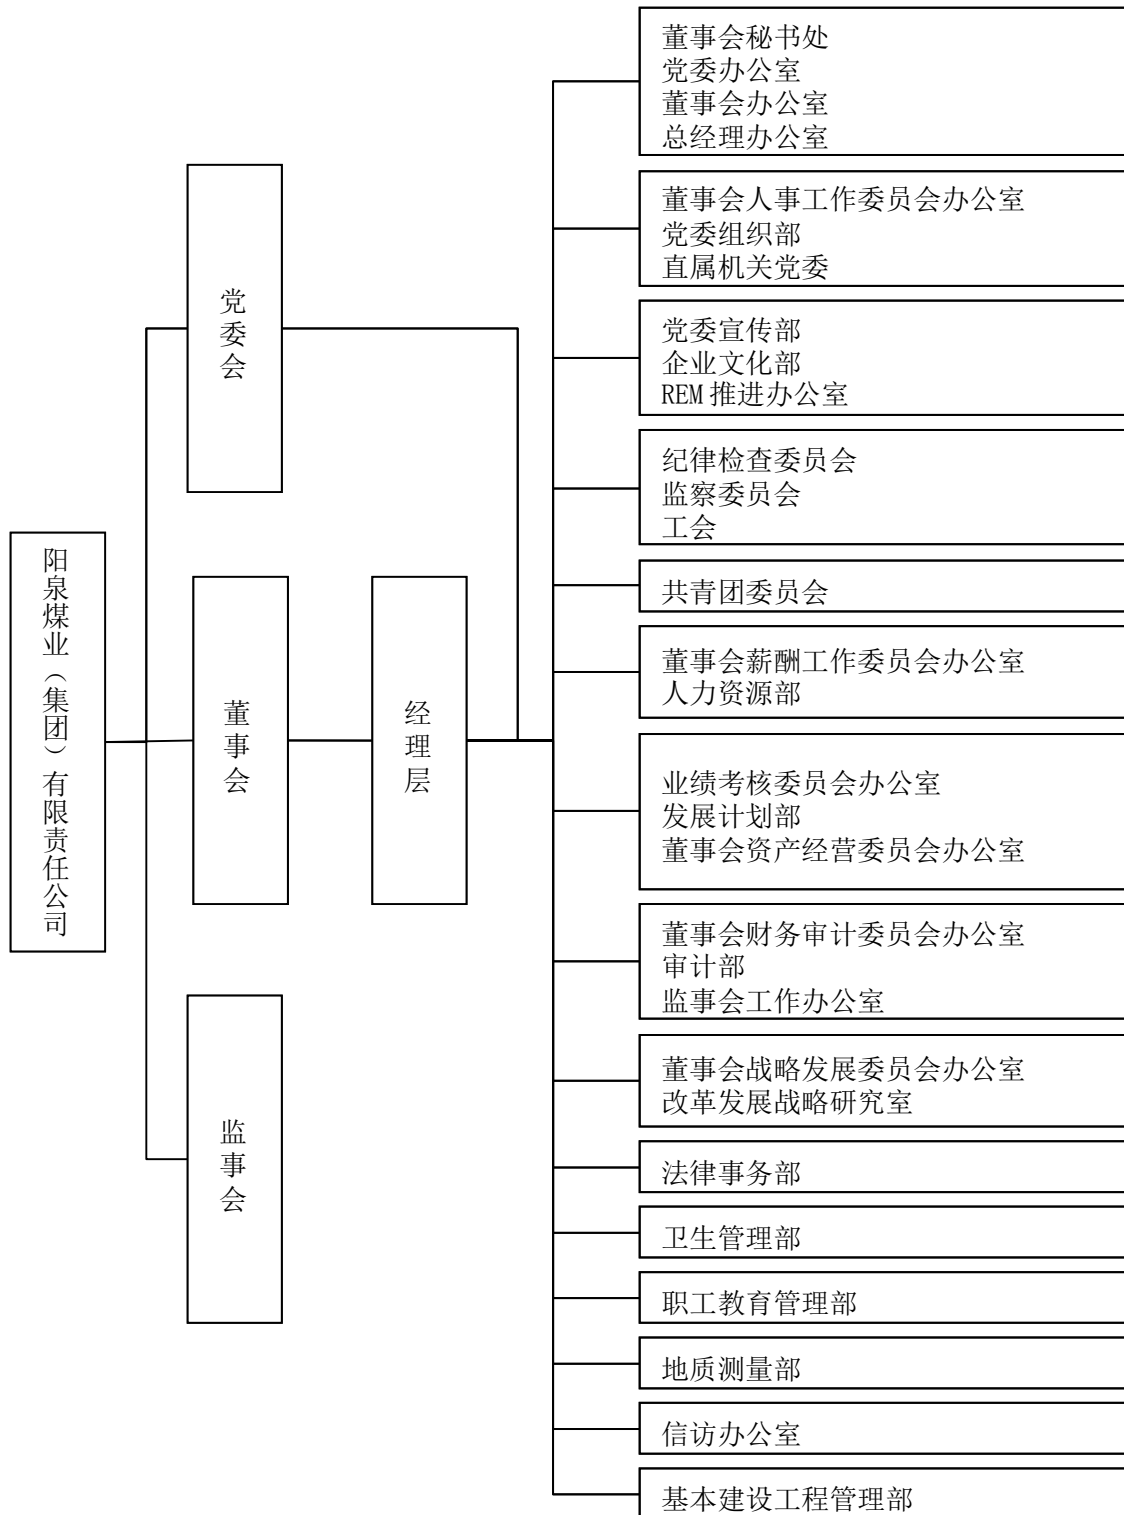 阳泉煤业（集团）有限责任公司
党委会
董事会
监事会
经理层
董事会秘书处
党委办公室
董事会办公室
总经理办公室
董事会人事工作委员会办公室
党委组织部
直属机关党委
党委宣传部
企业文化部
REM 推进办公室
纪律检查委员会
监察委员会
工会
共青团委员会
董事会薪酬工作委员会办公室
人力资源部
业绩考核委员会办公室
发展计划部
董事会资产经营委员会办公室
董事会财务审计委员会办公室
审计部
监事会工作办公室
董事会战略发展委员会办公室
改革发展战略研究室
法律事务部
卫生管理部
职工教育管理部
地质测量部
信访办公室
基本建设工程管理部